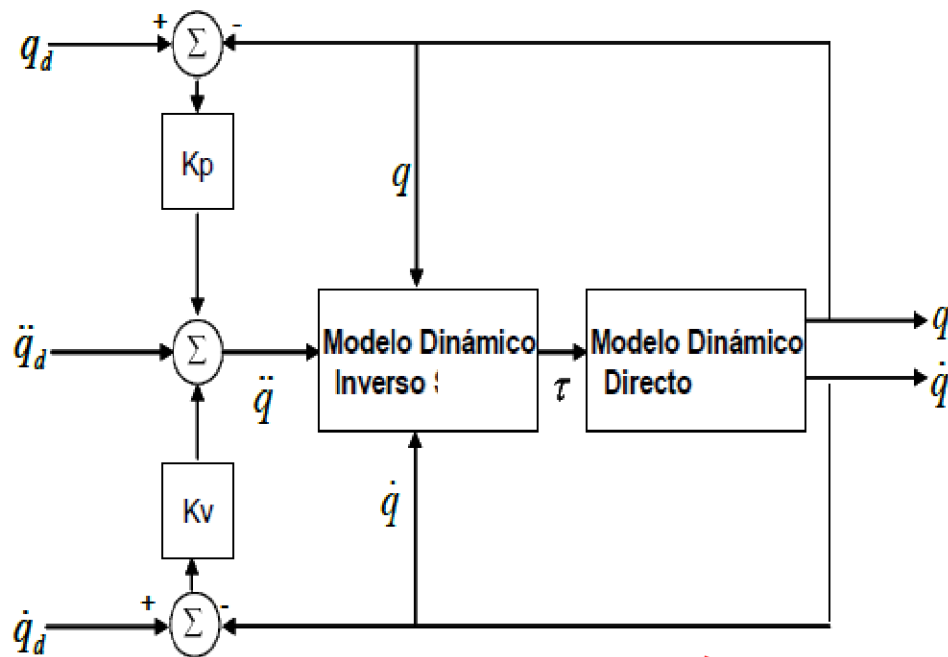 + -
q_d Σ
Kp
q
q̈_d Σ q̈
Modelo Dinámico
Inverso S
τ
Modelo Dinámico
Directo
q
q̇
Kv
q̇
+ -
q̇_d Σ